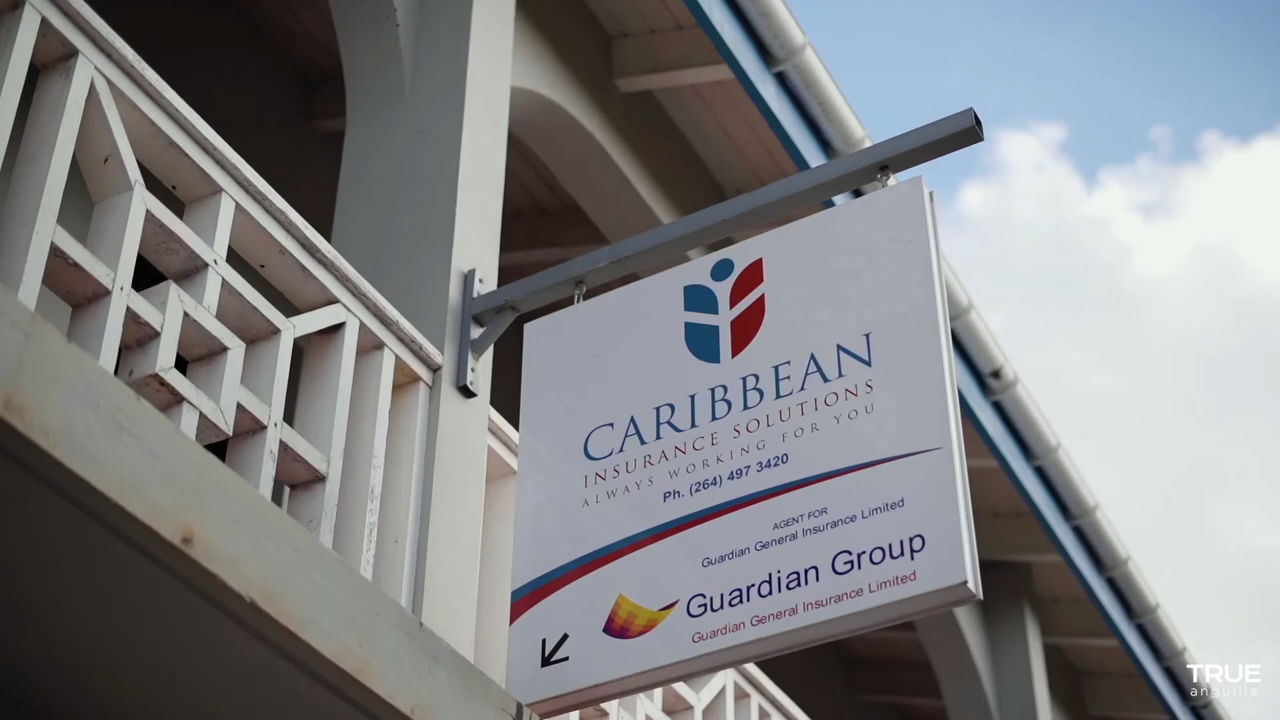 CARIBBEAN
INSURANCE SOLUTIONS
ALWAYS WORKING FOR YOU
Ph. (264) 497 3420
AGENT FOR
Guardian General Insurance Limited
Guardian Group
Guardian General Insurance Limited
TRUE
anguilla